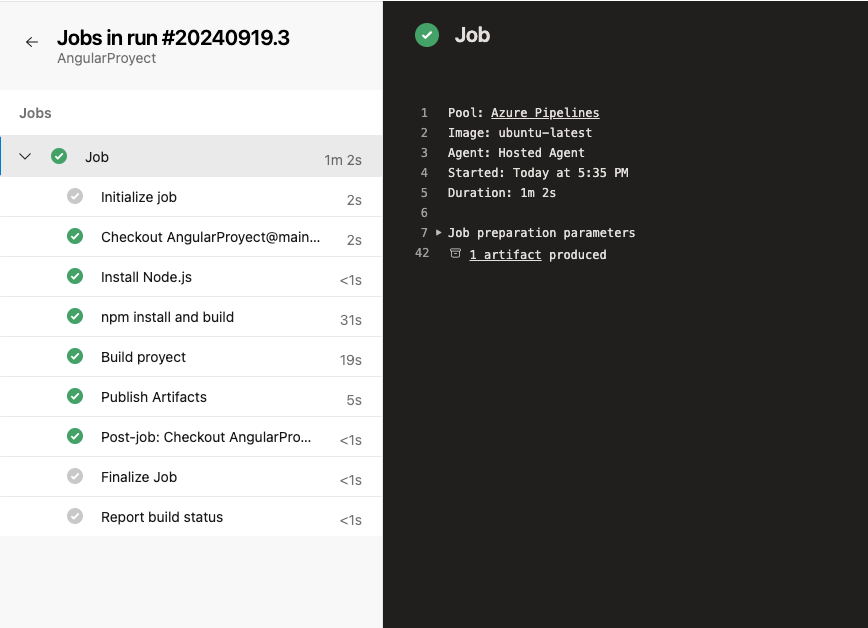 Jobs in run #20240919.3
AngularProyect
Jobs
Job 1m 2s
Initialize job 2s
Checkout AngularProyect@main... 2s
Install Node.js <1s
npm install and build 31s
Build proyect 19s
Publish Artifacts 5s
Post-job: Checkout AngularPro... <1s
Finalize Job <1s
Report build status <1s
Job
1 Pool: Azure Pipelines
2 Image: ubuntu-latest
3 Agent: Hosted Agent
4 Started: Today at 5:35 PM
5 Duration: 1m 2s
6
7 Job preparation parameters
42 1 artifact produced